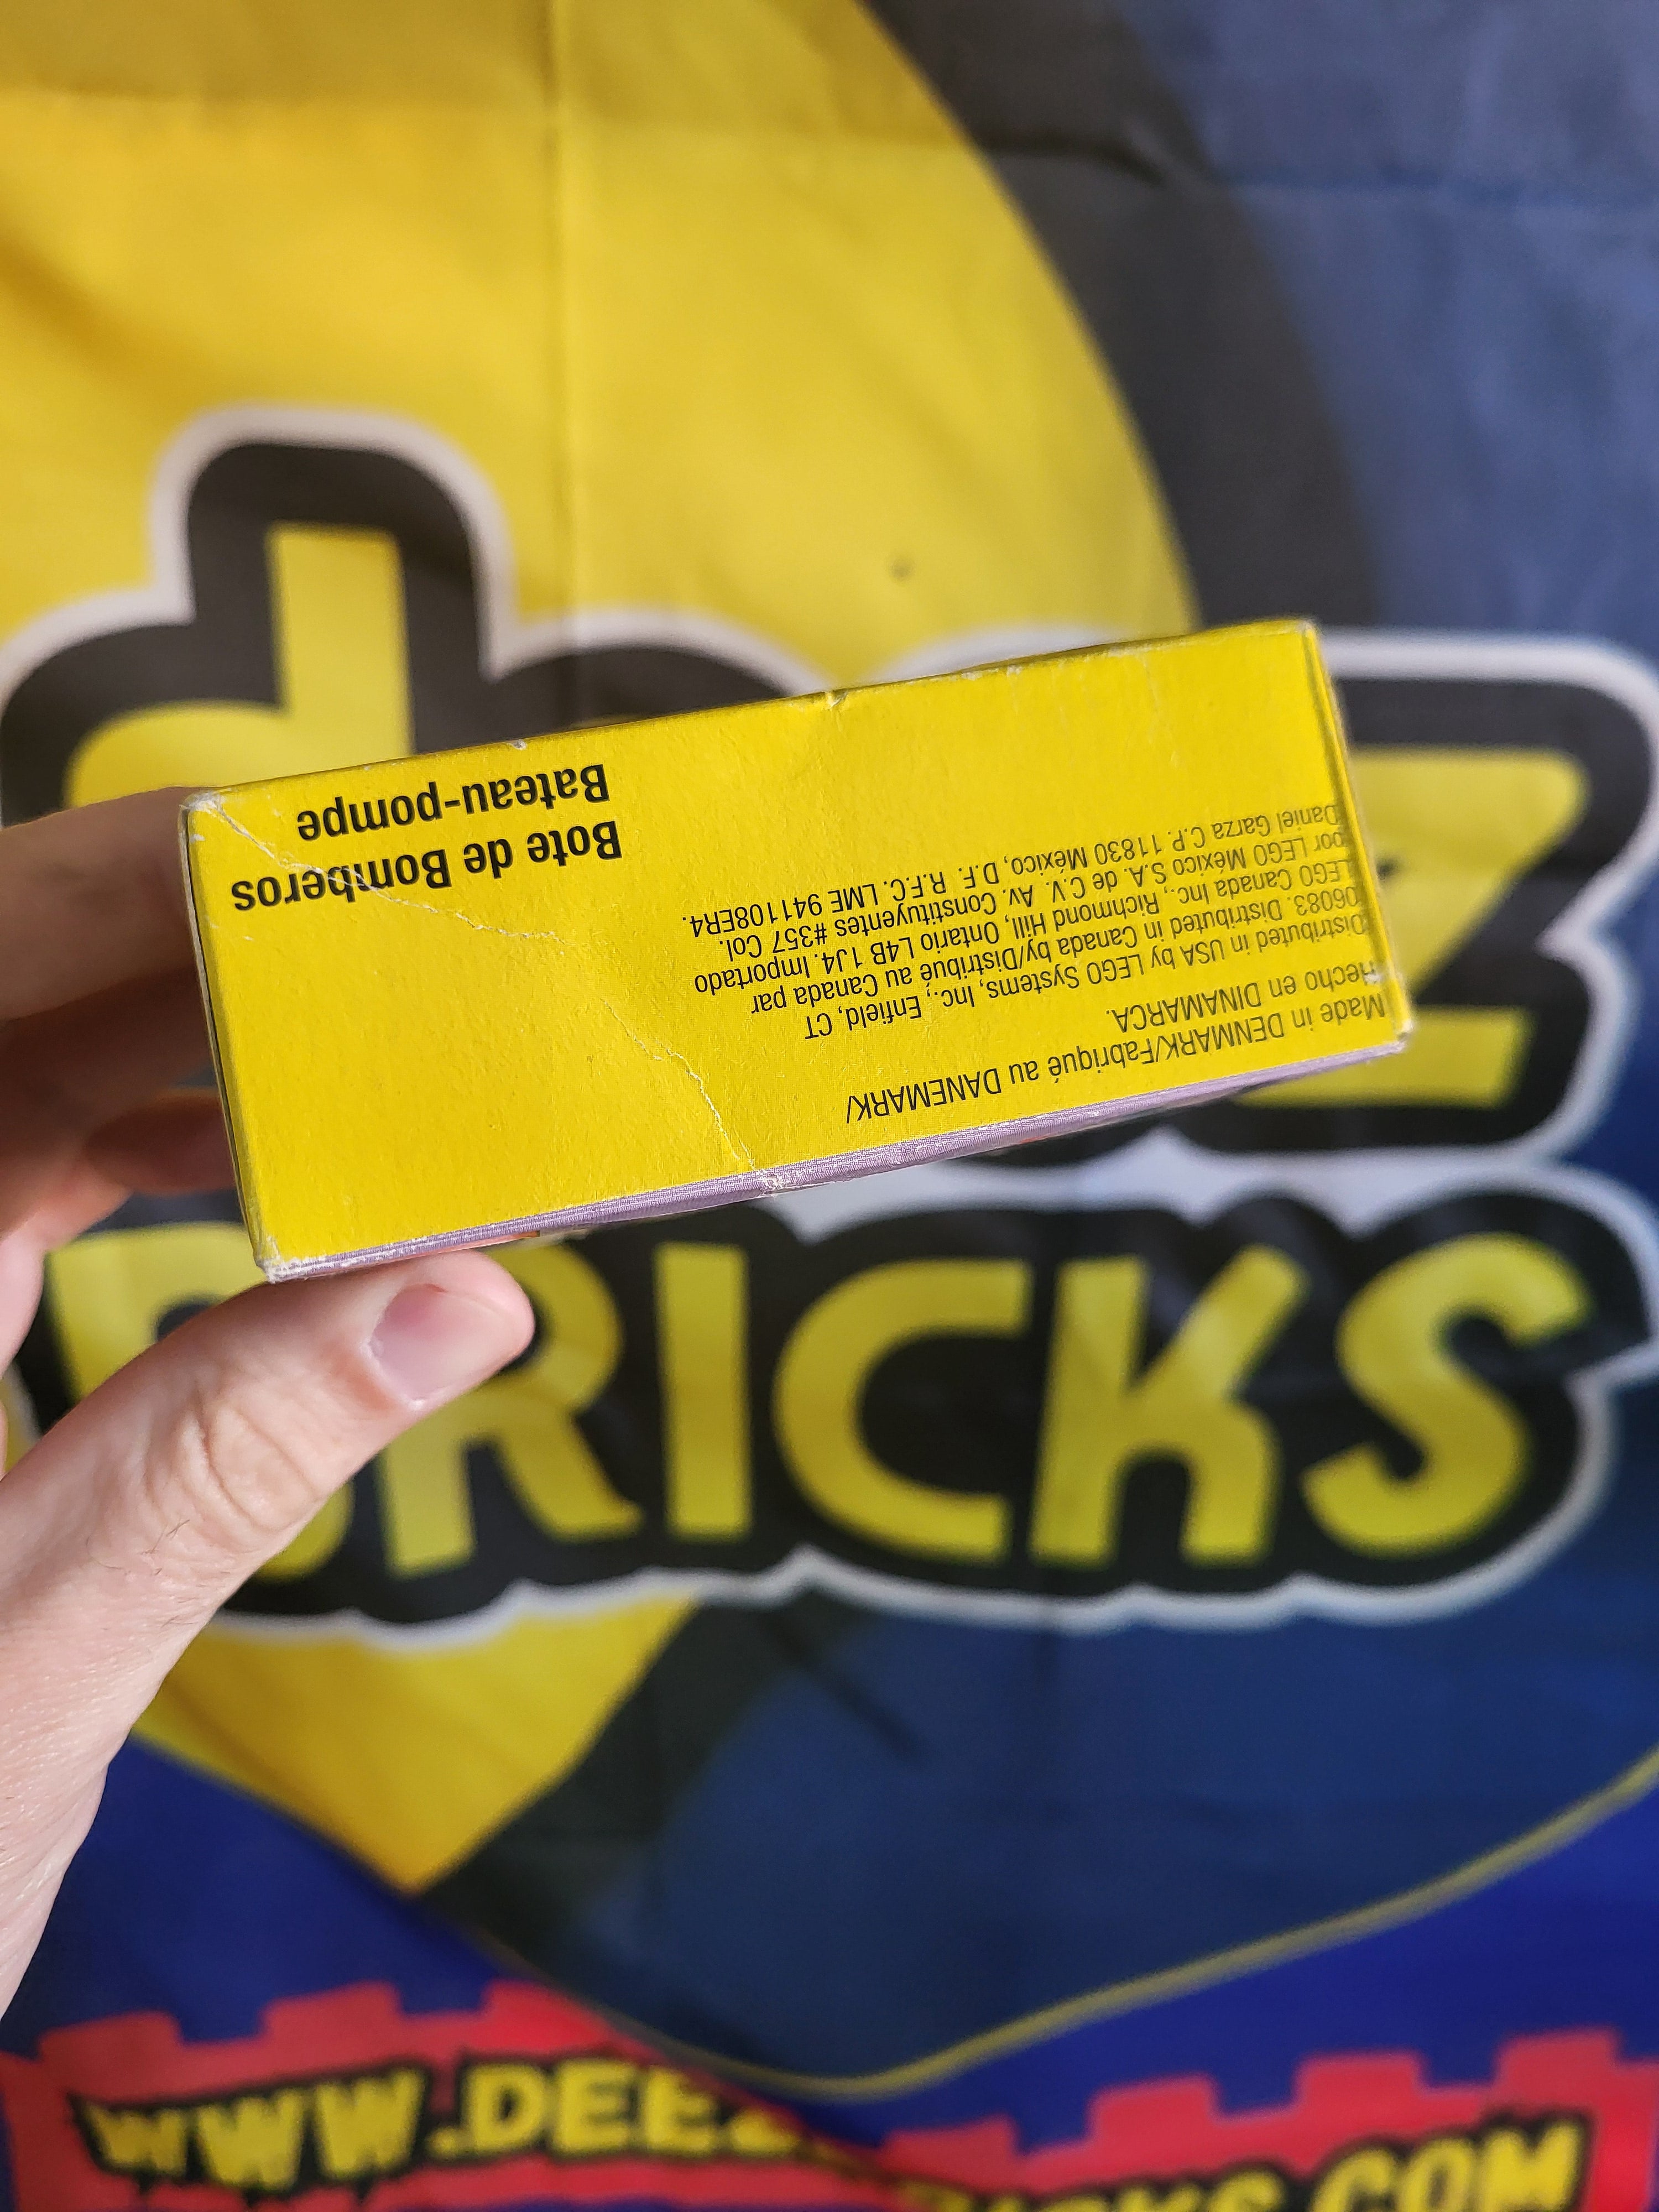 Made in DENMARK/Fabriqué au DANEMARK/
Hecho en DINAMARCA.
Distributed in USA by LEGO Systems, Inc., Enfield, CT
06083. Distributed in Canada by/Distribué au Canada par
LEGO Canada Inc., Richmond Hill, Ontario L4B 1J4. Importado
por LEGO México S.A. de C.V. Av. Constituyentes #357 Col.
Daniel Garza C.P. 11830 México, D.F. R.F.C. LME 941108ER4.
Bote de Bomberos
Bateau-pompe
BRICKS
WWW.DEEZBRICKS.COM